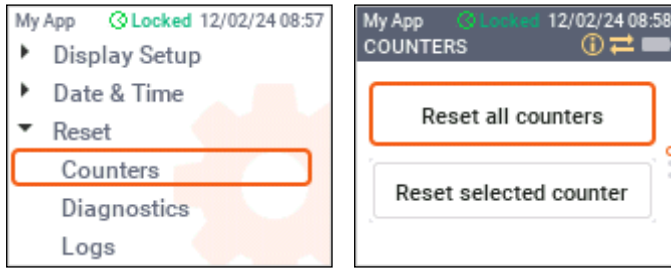 My App Locked 12/02/24 08:57
Display Setup
Date & Time
Reset
Counters
Diagnostics
Logs
My App Locked 12/02/24 08:58
COUNTERS
Reset all counters
Reset selected counter